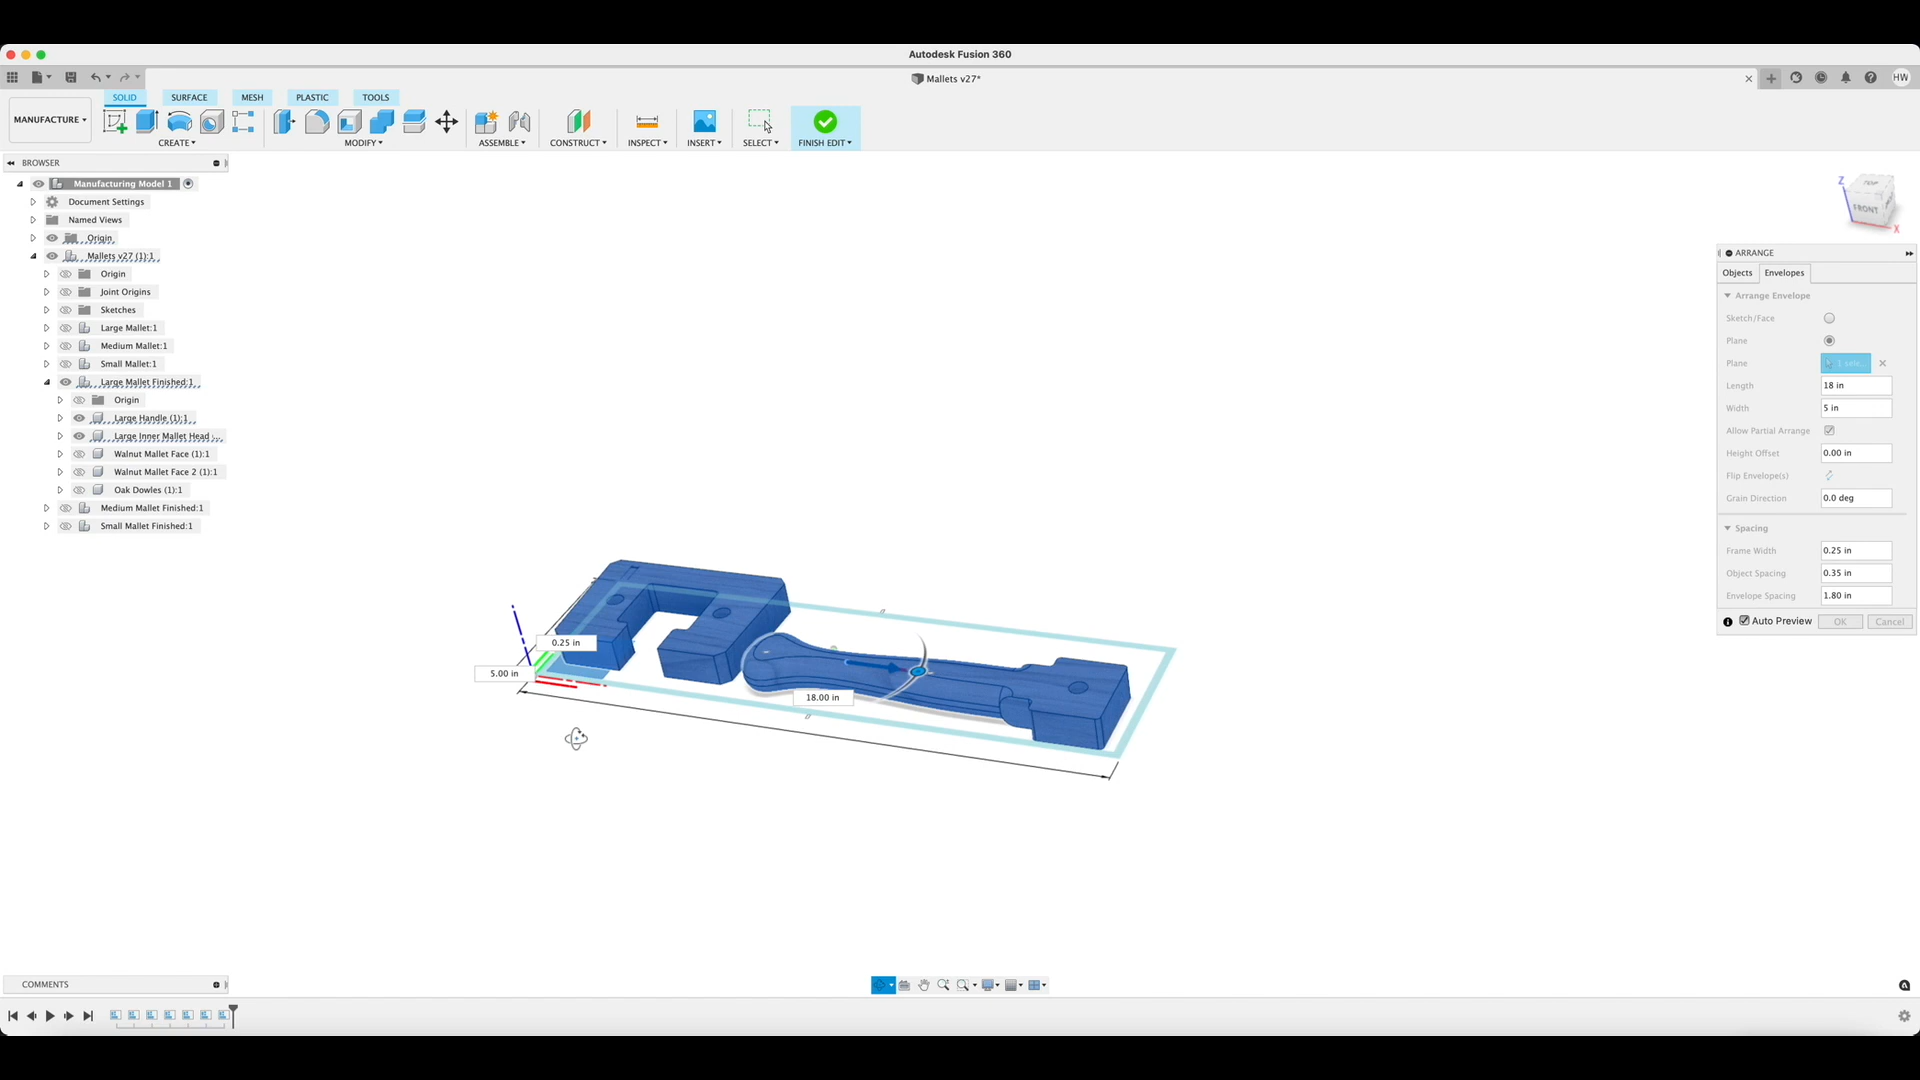 Autodesk Fusion 360
Mallets v27*
HW
MANUFACTURE
SOLID SURFACE MESH PLASTIC TOOLS
CREATE MODIFY ASSEMBLE CONSTRUCT INSPECT INSERT SELECT FINISH EDIT
BROWSER
Manufacturing Model 1
Document Settings
Named Views
Origin
Mallets v27 (1):1
Origin
Joint Origins
Sketches
Large Mallet:1
Medium Mallet:1
Small Mallet:1
Large Mallet Finished:1
Origin
Large Handle (1):1
Large Inner Mallet Head ...
Walnut Mallet Face (1):1
Walnut Mallet Face 2 (1):1
Oak Dowles (1):1
Medium Mallet Finished:1
Small Mallet Finished:1
0.25 in
5.00 in
18.00 in
Z
TOP
FRONT
X
ARRANGE
Objects Envelopes
Arrange Envelope
Sketch/Face
Plane
Plane 1 sele...
Length 18 in
Width 5 in
Allow Partial Arrange
Height Offset 0.00 in
Flip Envelope(s)
Grain Direction 0.0 deg
Spacing
Frame Width 0.25 in
Object Spacing 0.35 in
Envelope Spacing 1.80 in
Auto Preview OK Cancel
COMMENTS